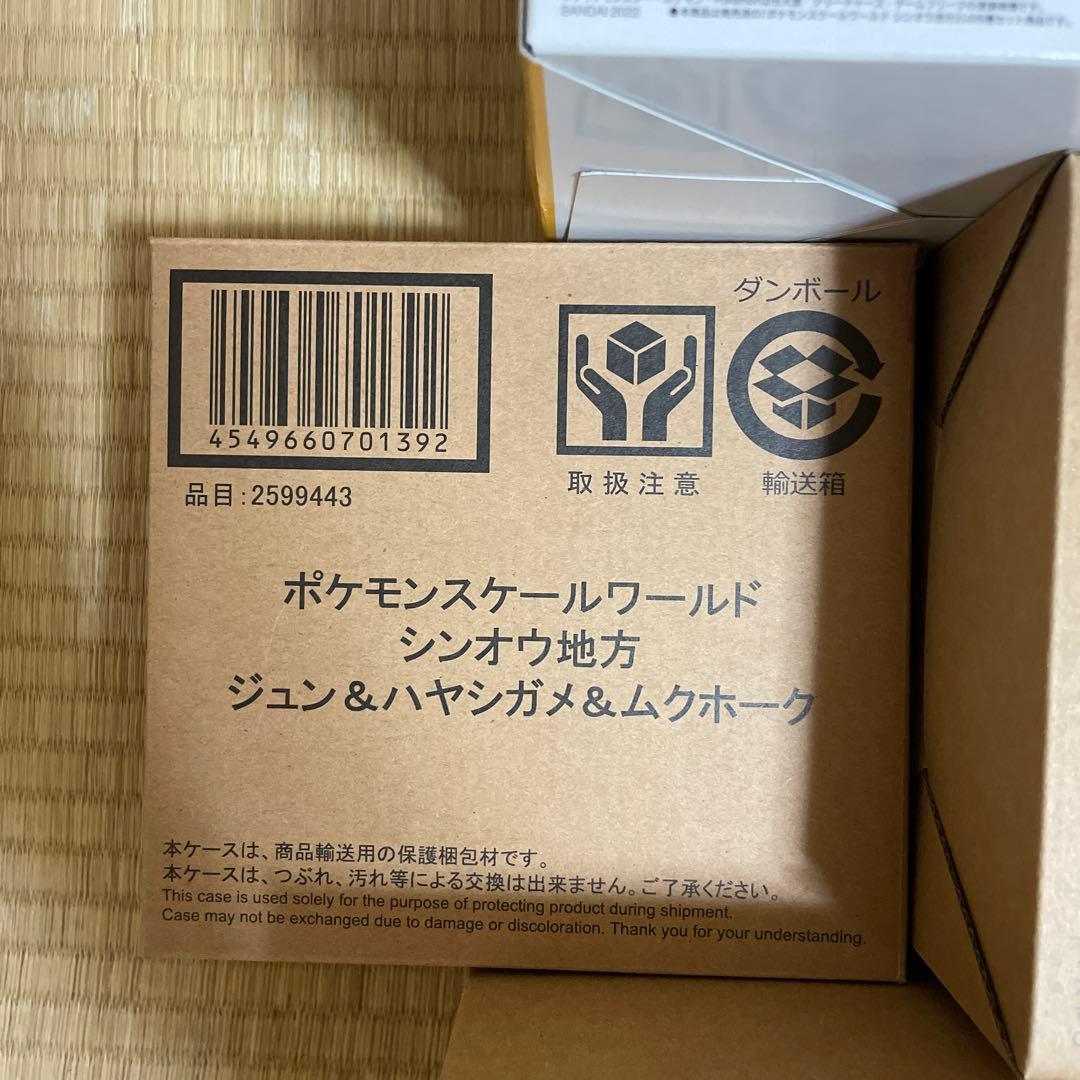 BANDAI 2022
4549660701392
品目:2599443
取扱注意
ダンボール
輸送箱
ポケモンスケールワールド
シンオウ地方
ジュン&ハヤシガメ&ムクホーク
本ケースは、商品輸送用の保護梱包材です。
本ケースは、つぶれ、汚れ等による交換は出来ません。ご了承ください。
This case is used solely for the purpose of protecting product during shipment.
Case may not be exchanged due to damage or discoloration. Thank you for your understanding.